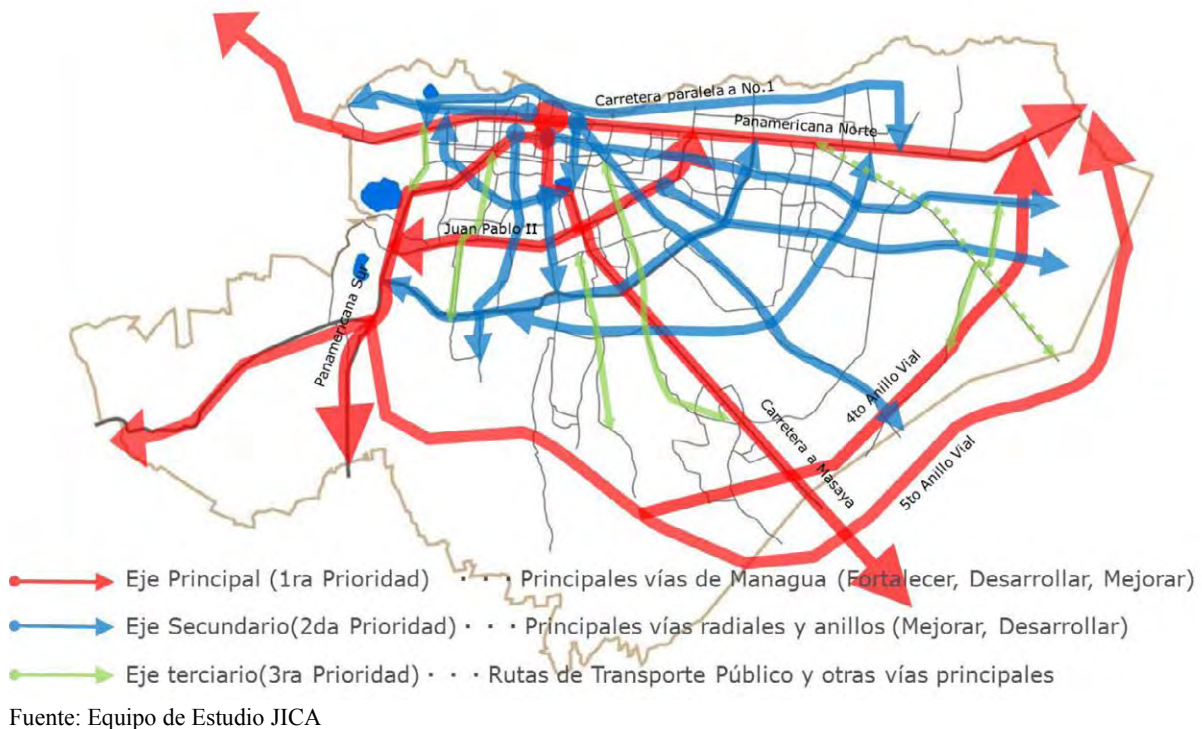 Carretera paralela a No.1
Panamericana Norte
Juan Pablo II
Panamericana Sur
4to Anillo Vial
Carretera a Masaya
5to Anillo Vial
Eje Principal (1ra Prioridad) · · · Principales vías de Managua (Fortalecer, Desarrollar, Mejorar)
Eje Secundario(2da Prioridad) · · · Principales vías radiales y anillos (Mejorar, Desarrollar)
Eje terciario(3ra Prioridad) · · · Rutas de Transporte Público y otras vías principales
Fuente: Equipo de Estudio JICA